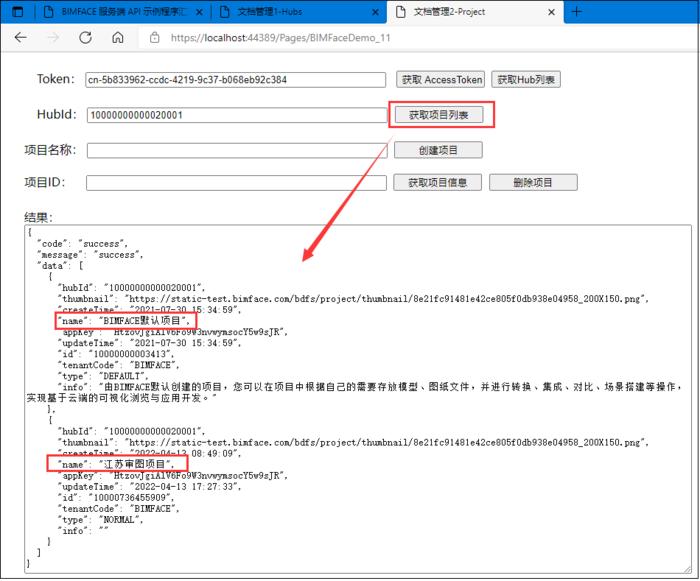 BIMFACE 服务端 API 示例程序汇
文档管理1-Hubs
文档管理2-Project
https://localhost:44389/Pages/BIMFaceDemo_11
Token: cn-5b833962-ccdc-4219-9c37-b068eb92c384 获取 AccessToken 获取Hub列表
HubId: 10000000000020001 获取项目列表
项目名称: 创建项目
项目ID: 获取项目信息 删除项目
结果:
{
"code": "success",
"message": "success",
"data": [
{
"hubId": "10000000000020001",
"thumbnail": "https://static-test.bimface.com/bdfs/project/thumbnail/8e21fc91481e42ce805f0db938e04958_200X150.png",
"createTime": "2021-07-30 15:34:59",
"name": "BIMFACE默认项目",
"appKey": "HtzovJgiAlV6Fo9W3nvwymsocY5w9sJR",
"updateTime": "2021-07-30 15:34:59",
"id": "10000000003413",
"tenantCode": "BIMFACE",
"type": "DEFAULT",
"info": "由BIMFACE默认创建的项目，您可以在项目中根据自己的需要存放模型、图纸文件，并进行转换、集成、对比、场景搭建等操作，
实现基于云端的可视化浏览与应用开发。"
},
{
"hubId": "10000000000020001",
"thumbnail": "https://static-test.bimface.com/bdfs/project/thumbnail/8e21fc91481e42ce805f0db938e04958_200X150.png",
"createTime": "2022-04-13 08:49:09",
"name": "江苏审图项目",
"appKey": "HtzovJgiAlV6Fo9W3nvwymsocY5w9sJR",
"updateTime": "2022-04-13 17:27:33",
"id": "10000736455909",
"tenantCode": "BIMFACE",
"type": "NORMAL",
"info": ""
}
]
}